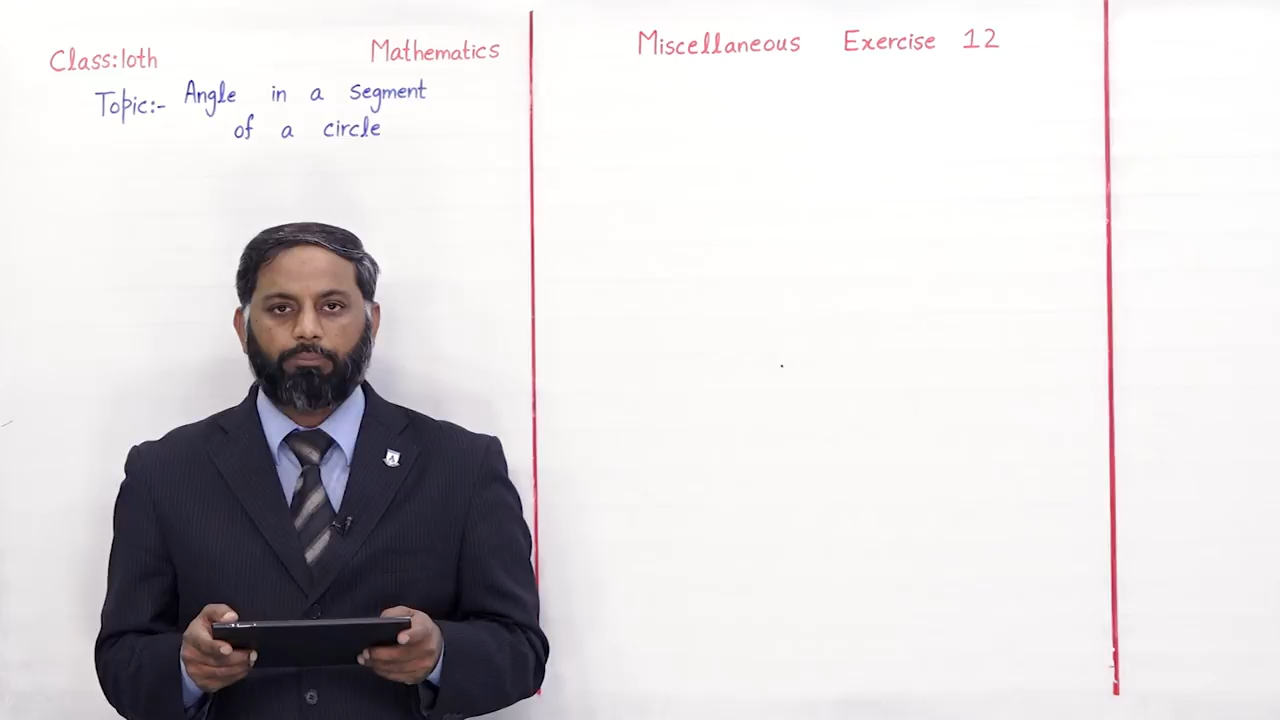 Class:10th Mathematics
Topic:- Angle in a segment
of a circle
Miscellaneous Exercise 12